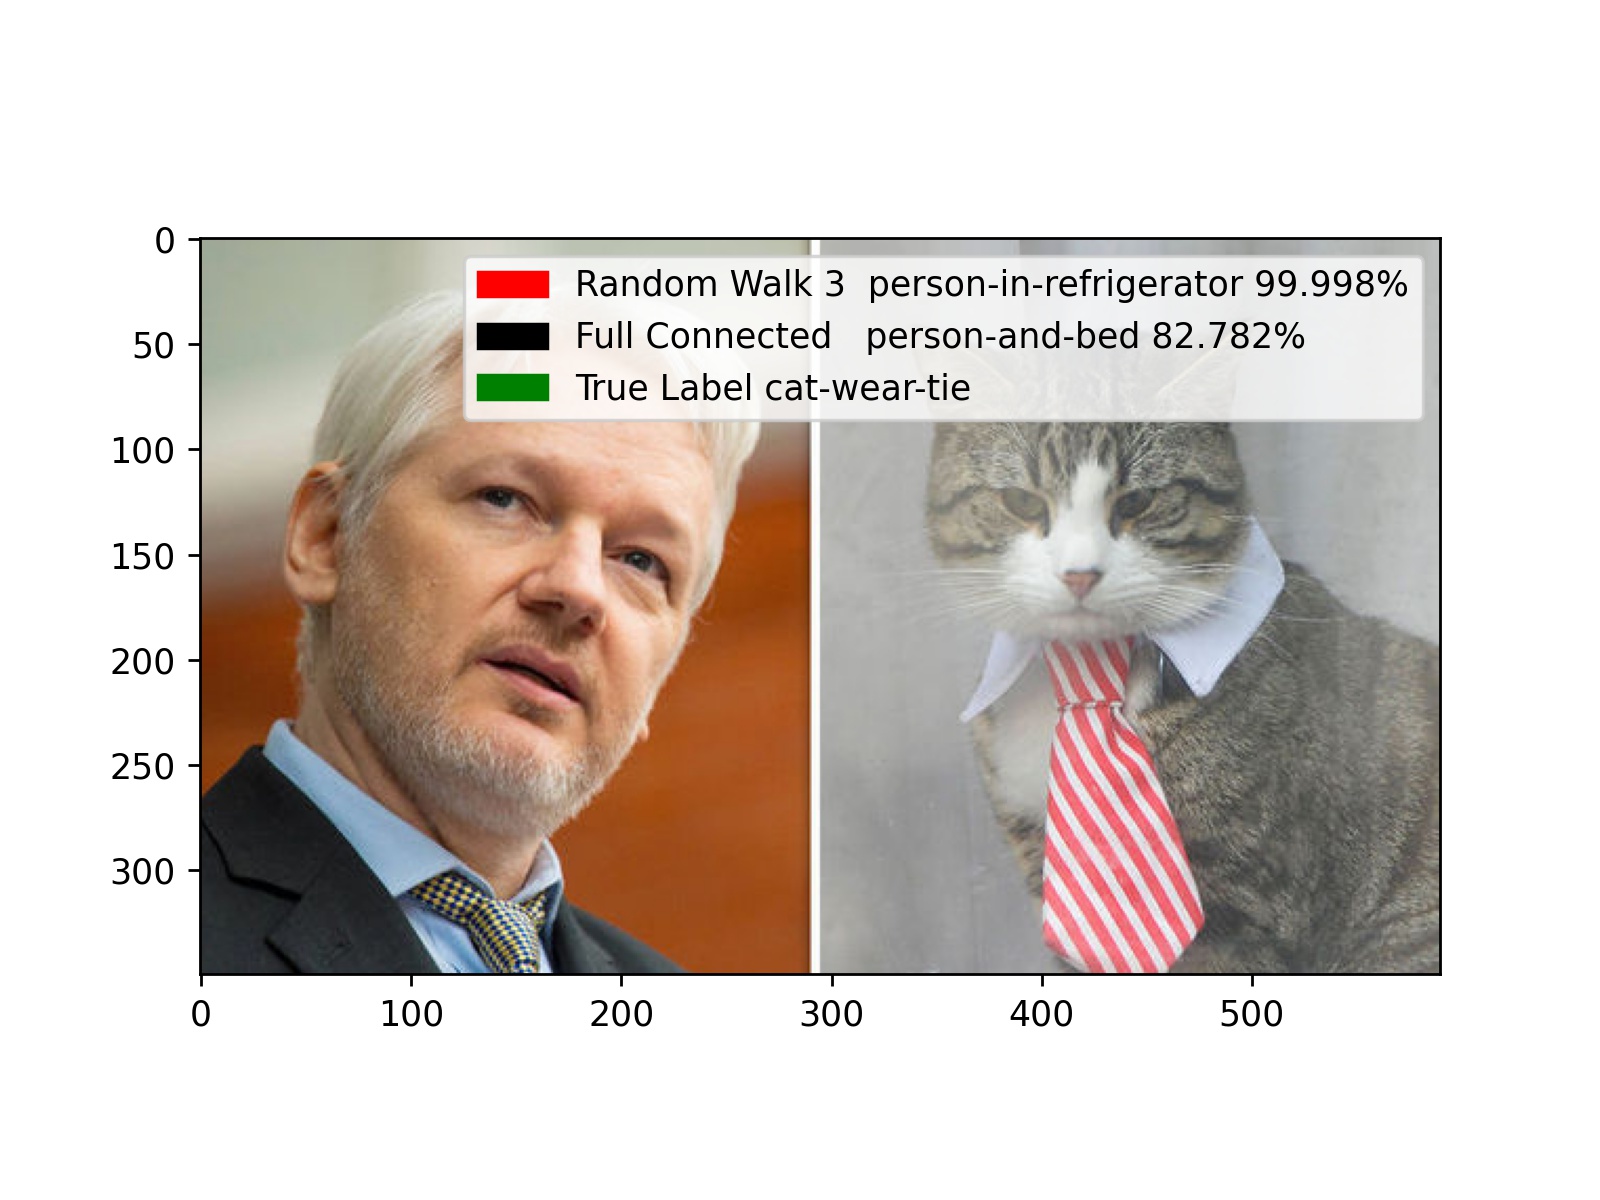 Random Walk 3  person-in-refrigerator 99.998%
Full Connected   person-and-bed 82.782%
True Label cat-wear-tie
0
50
100
150
200
250
300
0 100 200 300 400 500